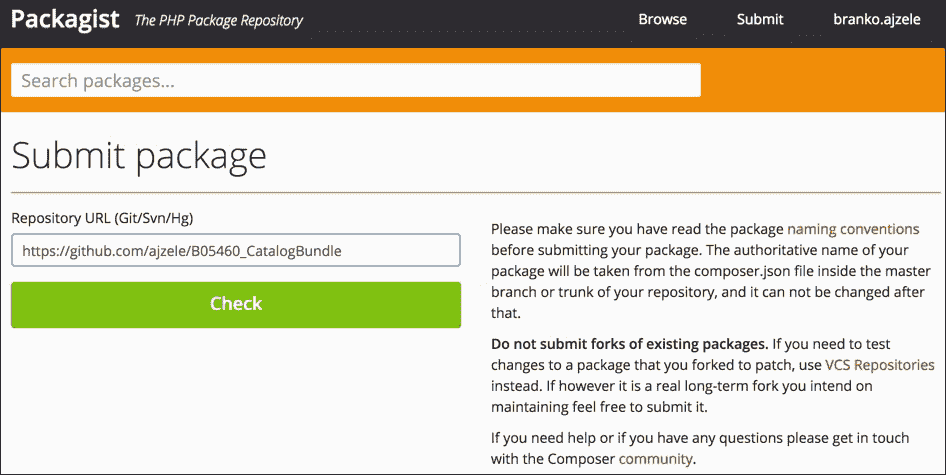 Packagist The PHP Package Repository Browse Submit branko.ajzele
Search packages...
Submit package
Repository URL (Git/Svn/Hg)
https://github.com/ajzele/B05460_CatalogBundle
Check
Please make sure you have read the package naming conventions
before submitting your package. The authoritative name of your
package will be taken from the composer.json file inside the master
branch or trunk of your repository, and it can not be changed after
that.
Do not submit forks of existing packages. If you need to test
changes to a package that you forked to patch, use VCS Repositories
instead. If however it is a real long-term fork you intend on
maintaining feel free to submit it.
If you need help or if you have any questions please get in touch
with the Composer community.